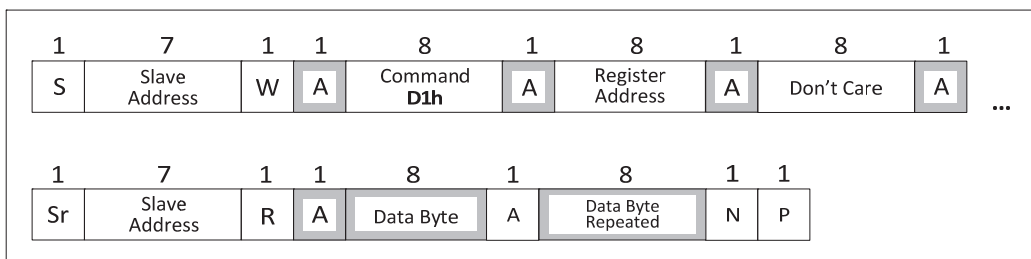 1 7 1 1 8 1 8 1 8 1
S Slave Address W A Command D1h A Register Address A Don't Care A ...
1 7 1 1 8 1 8 1 1
Sr Slave Address R A Data Byte A Data Byte Repeated N P